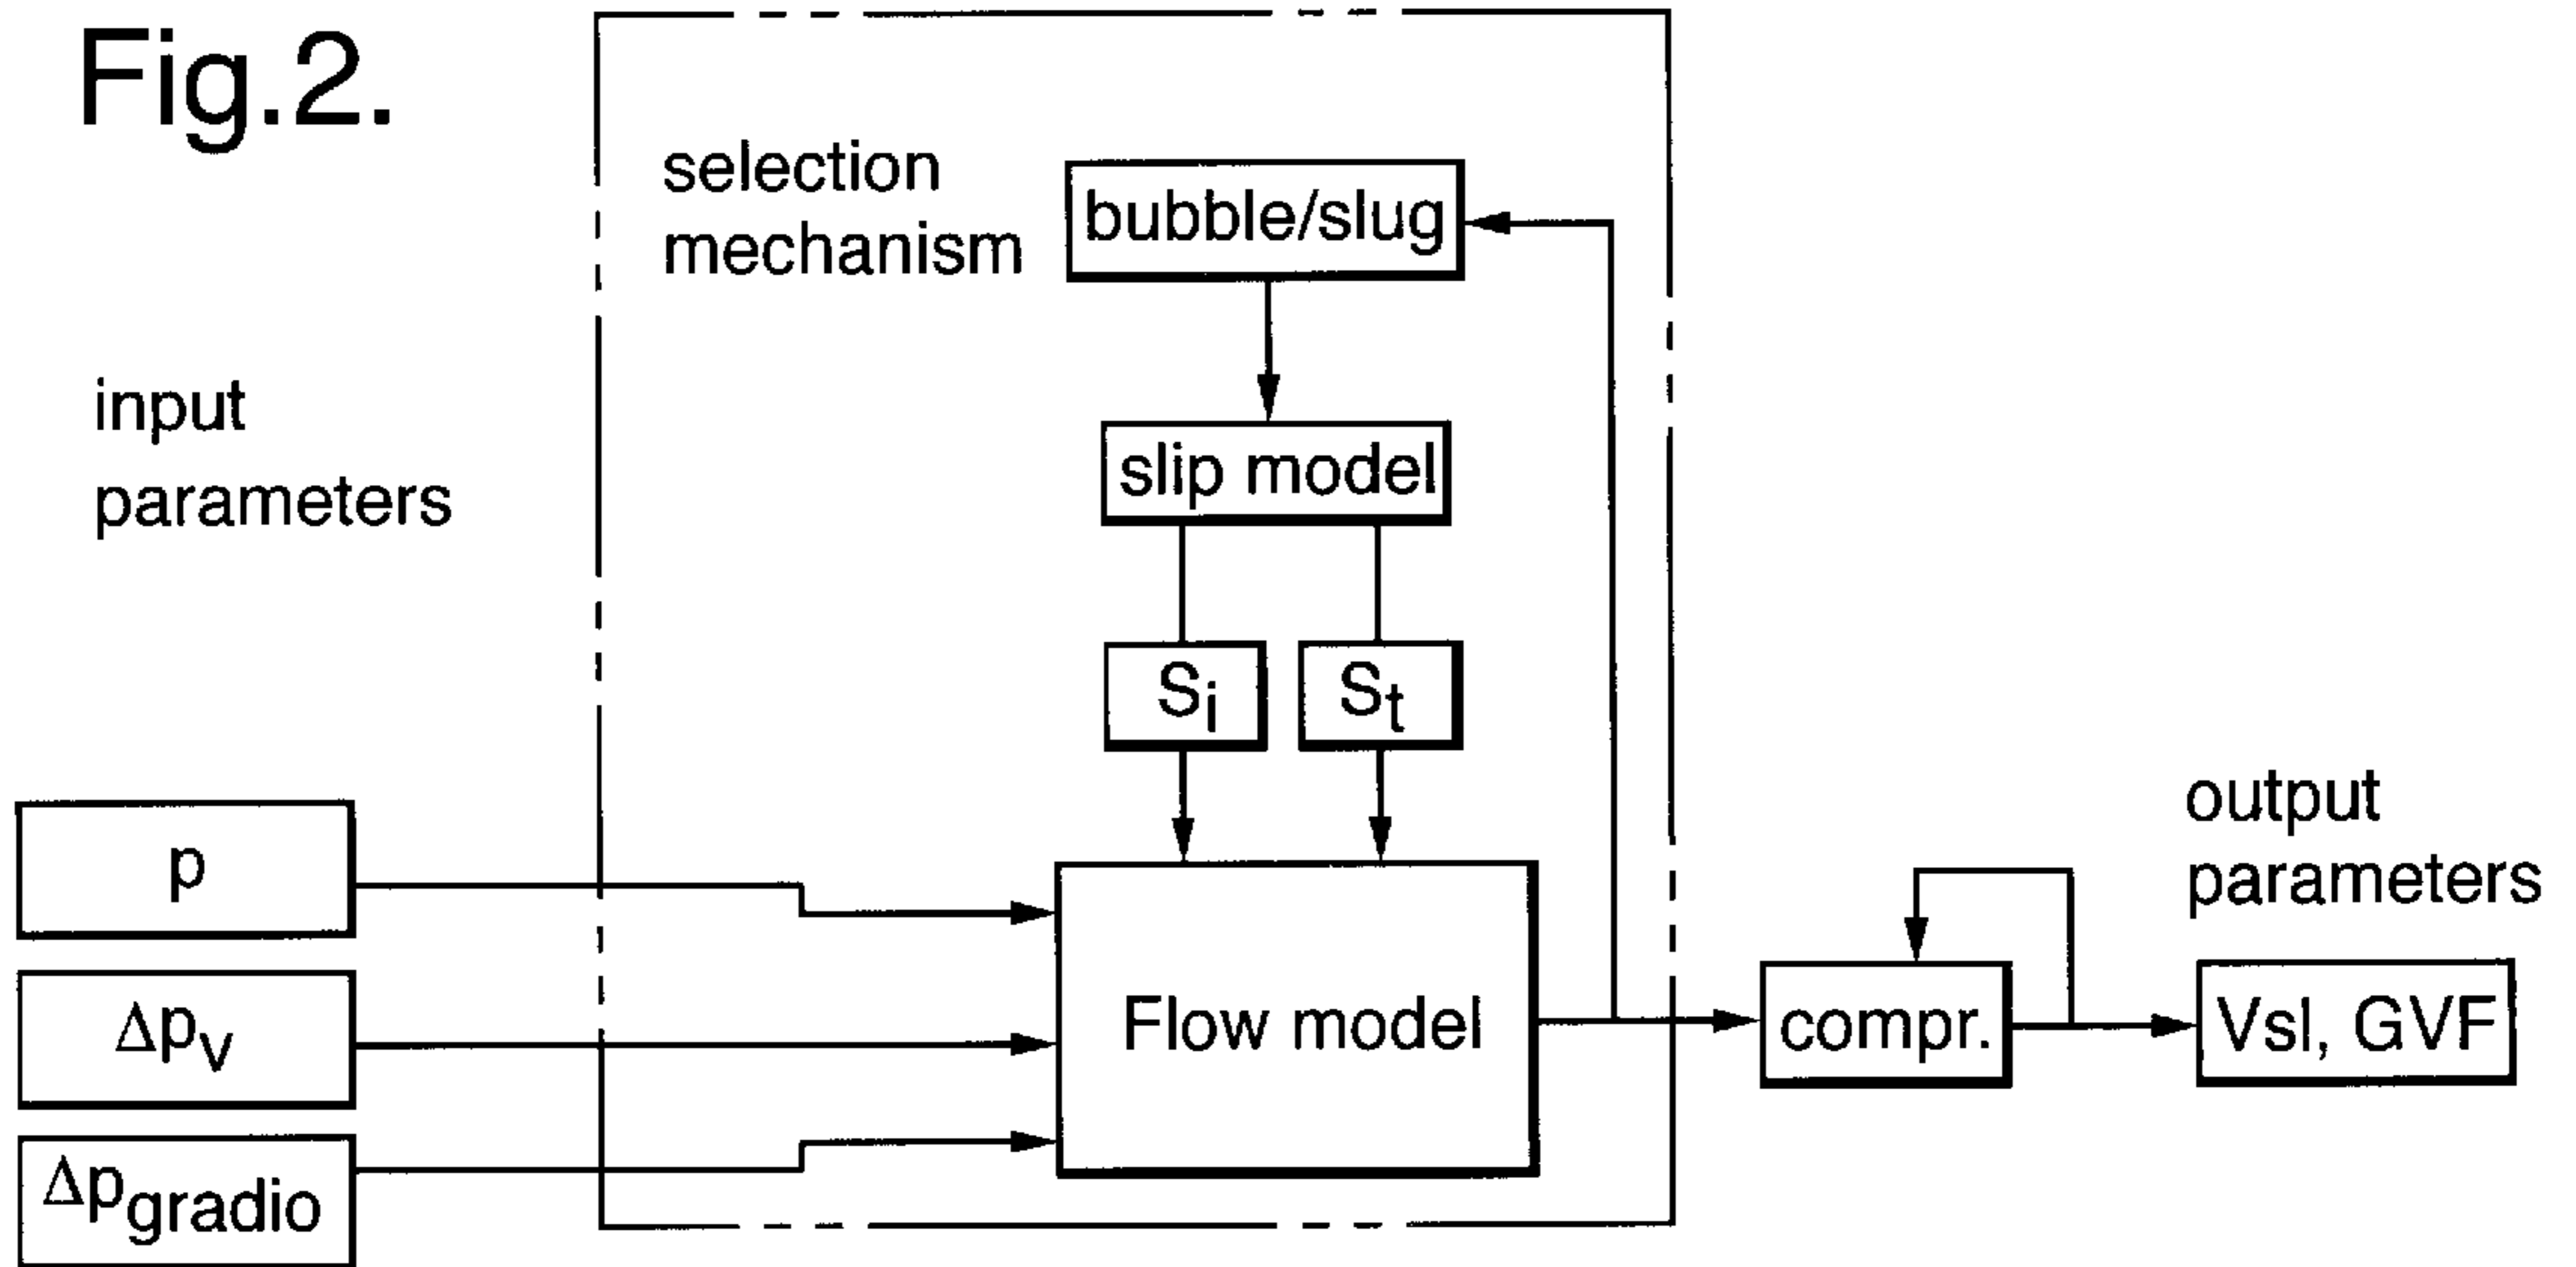 Fig.2.
selection
mechanism
bubble/slug
input
parameters
slip model
Si
St
p
Δpv
Δpgradio
Flow model
compr.
output
parameters
Vsl, GVF